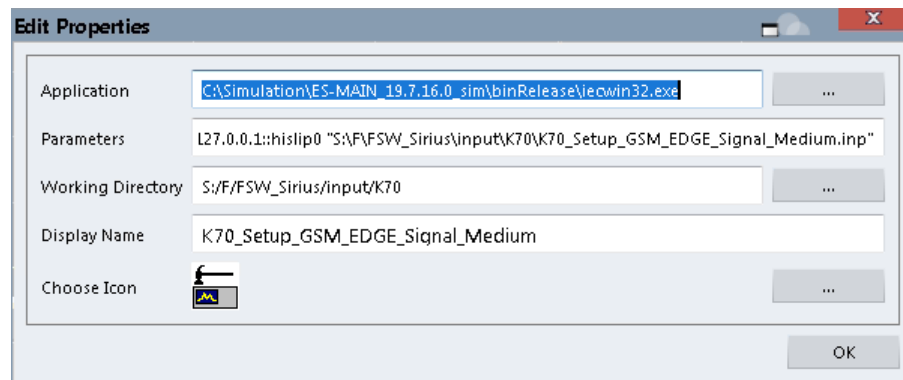 Edit Properties
x
Application C:\Simulation\ES-MAIN_19.7.16.0_sim\binRelease\iecwin32.exe ...
Parameters L27.0.0.1::hislip0 "S:\F\FSW_Sirius\input\K70\K70_Setup_GSM_EDGE_Signal_Medium.inp"
Working Directory S:/F/FSW_Sirius/input/K70 ...
Display Name K70_Setup_GSM_EDGE_Signal_Medium
Choose Icon ...
OK